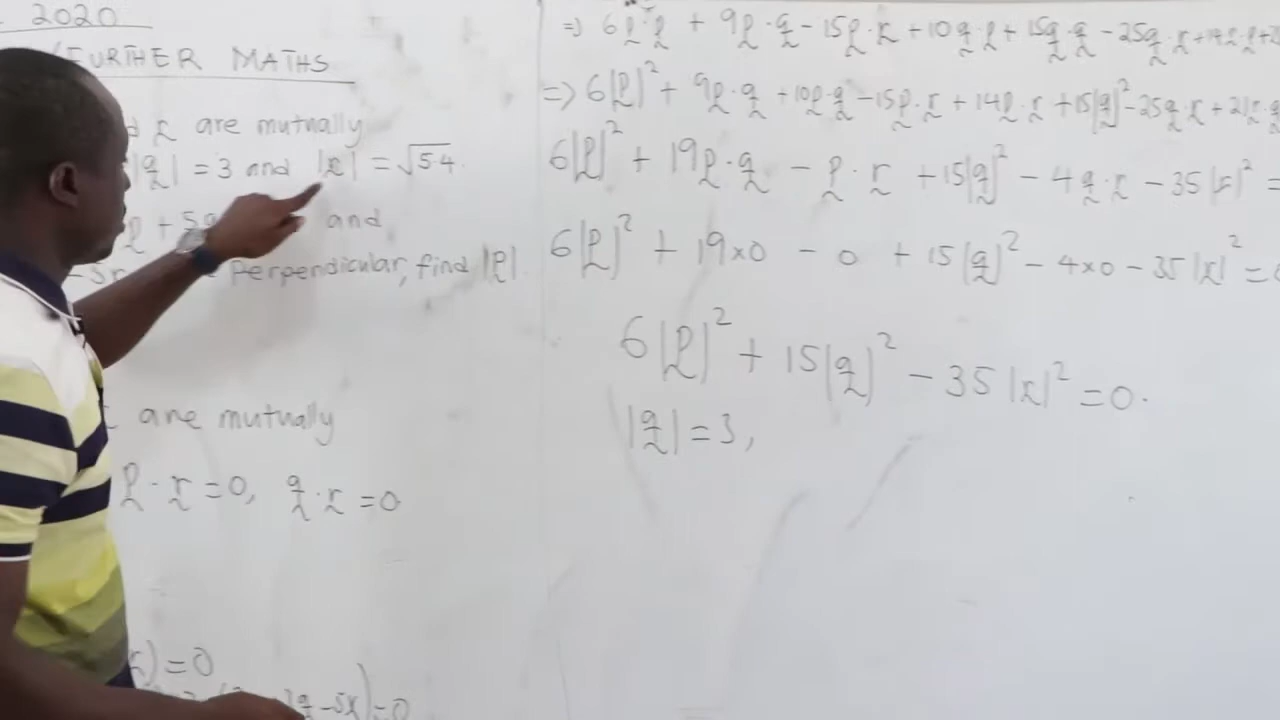 2020
FURTHER MATHS
r are mutually
|q| = 3 and |r| = √54.
p + 5q and
perpendicular, find |p|
r are mutually
p · r = 0, q · r = 0
) = 0
q - 5r) = 0
=> 6p·p + 9p·q - 15p·r + 10q·p + 15q·q - 25q·r + 14r·p +
=> 6|p|² + 9p·q + 10p·q - 15p·r + 14p·r + 15|q|² - 25q·r + 21r·q
6|p|² + 19p·q - p·r + 15|q|² - 4q·r - 35|r|² =
6|p|² + 19×0 - 0 + 15|q|² - 4×0 - 35|r|² = 0
6|p|² + 15|q|² - 35|r|² = 0.
|q| = 3,